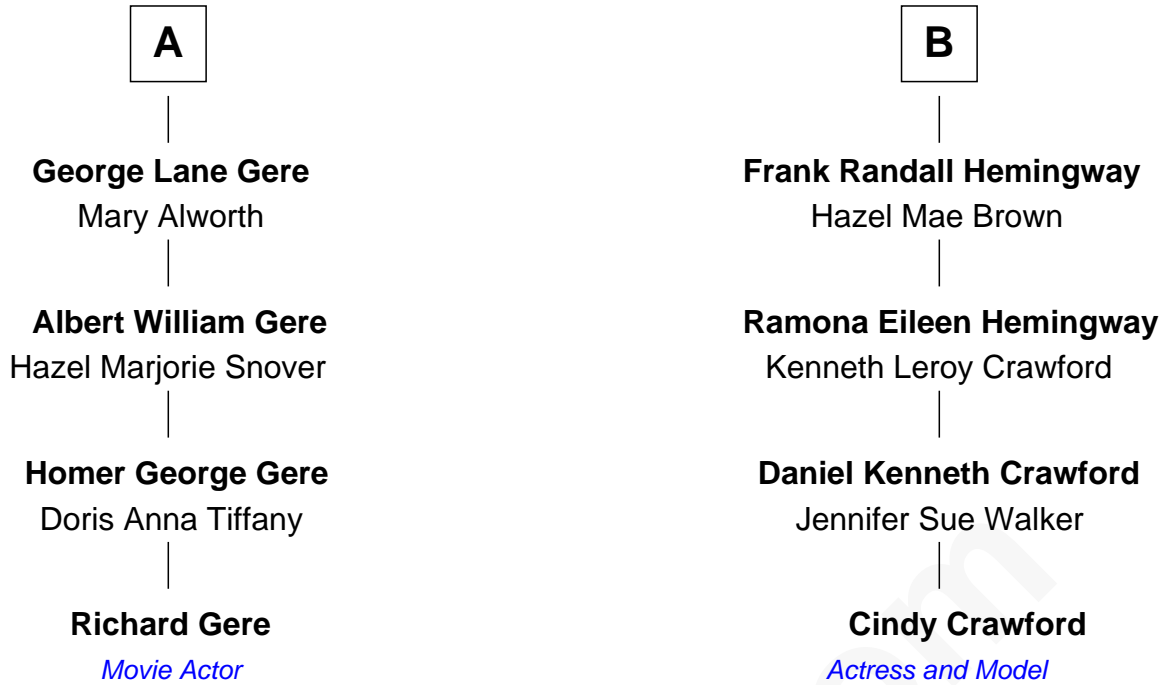 A
George Lane Gere
Mary Alworth
Albert William Gere
Hazel Marjorie Snover
Homer George Gere
Doris Anna Tiffany
Richard Gere
Movie Actor
B
Frank Randall Hemingway
Hazel Mae Brown
Ramona Eileen Hemingway
Kenneth Leroy Crawford
Daniel Kenneth Crawford
Jennifer Sue Walker
Cindy Crawford
Actress and Model
om